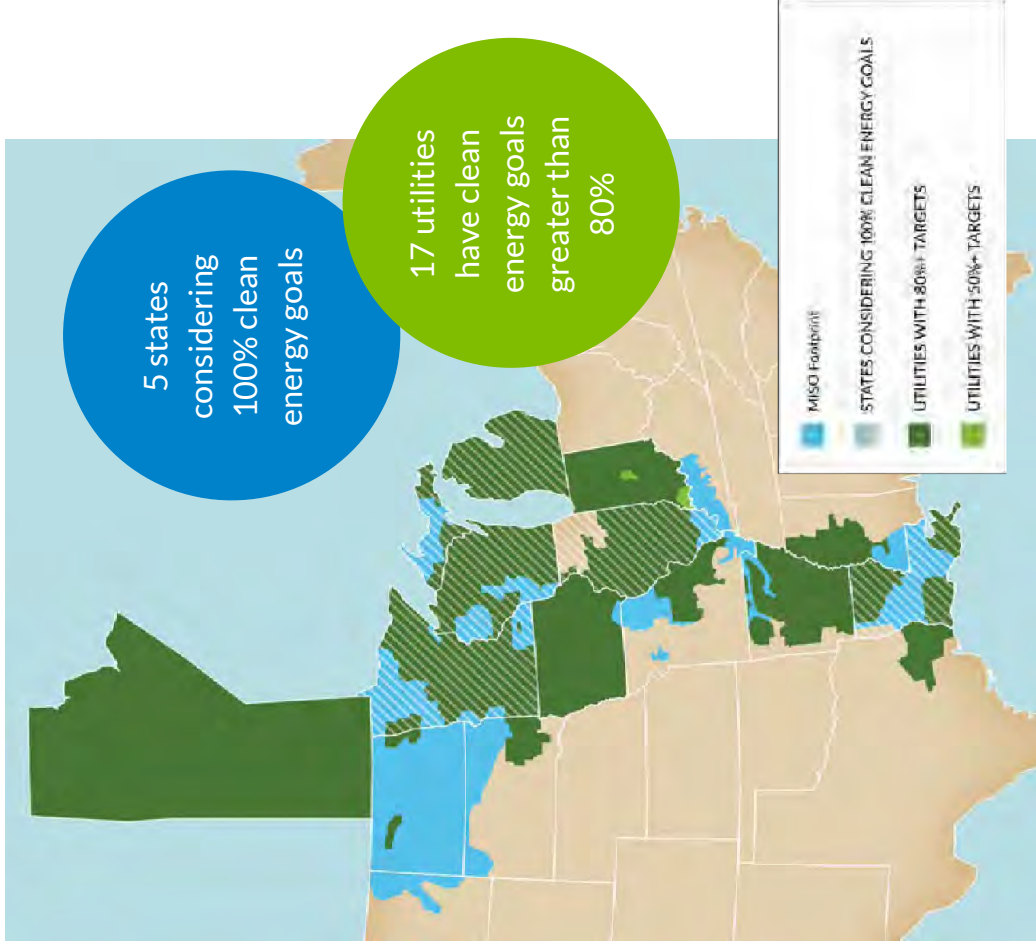 5 states
considering
100% clean
energy goals
17 utilities
have clean
energy goals
greater than
80%
MISO Footprint
STATES CONSIDERING 100% CLEAN ENERGY GOALS
UTILITIES WITH 80%+ TARGETS
UTILITIES WITH 50%+ TARGETS